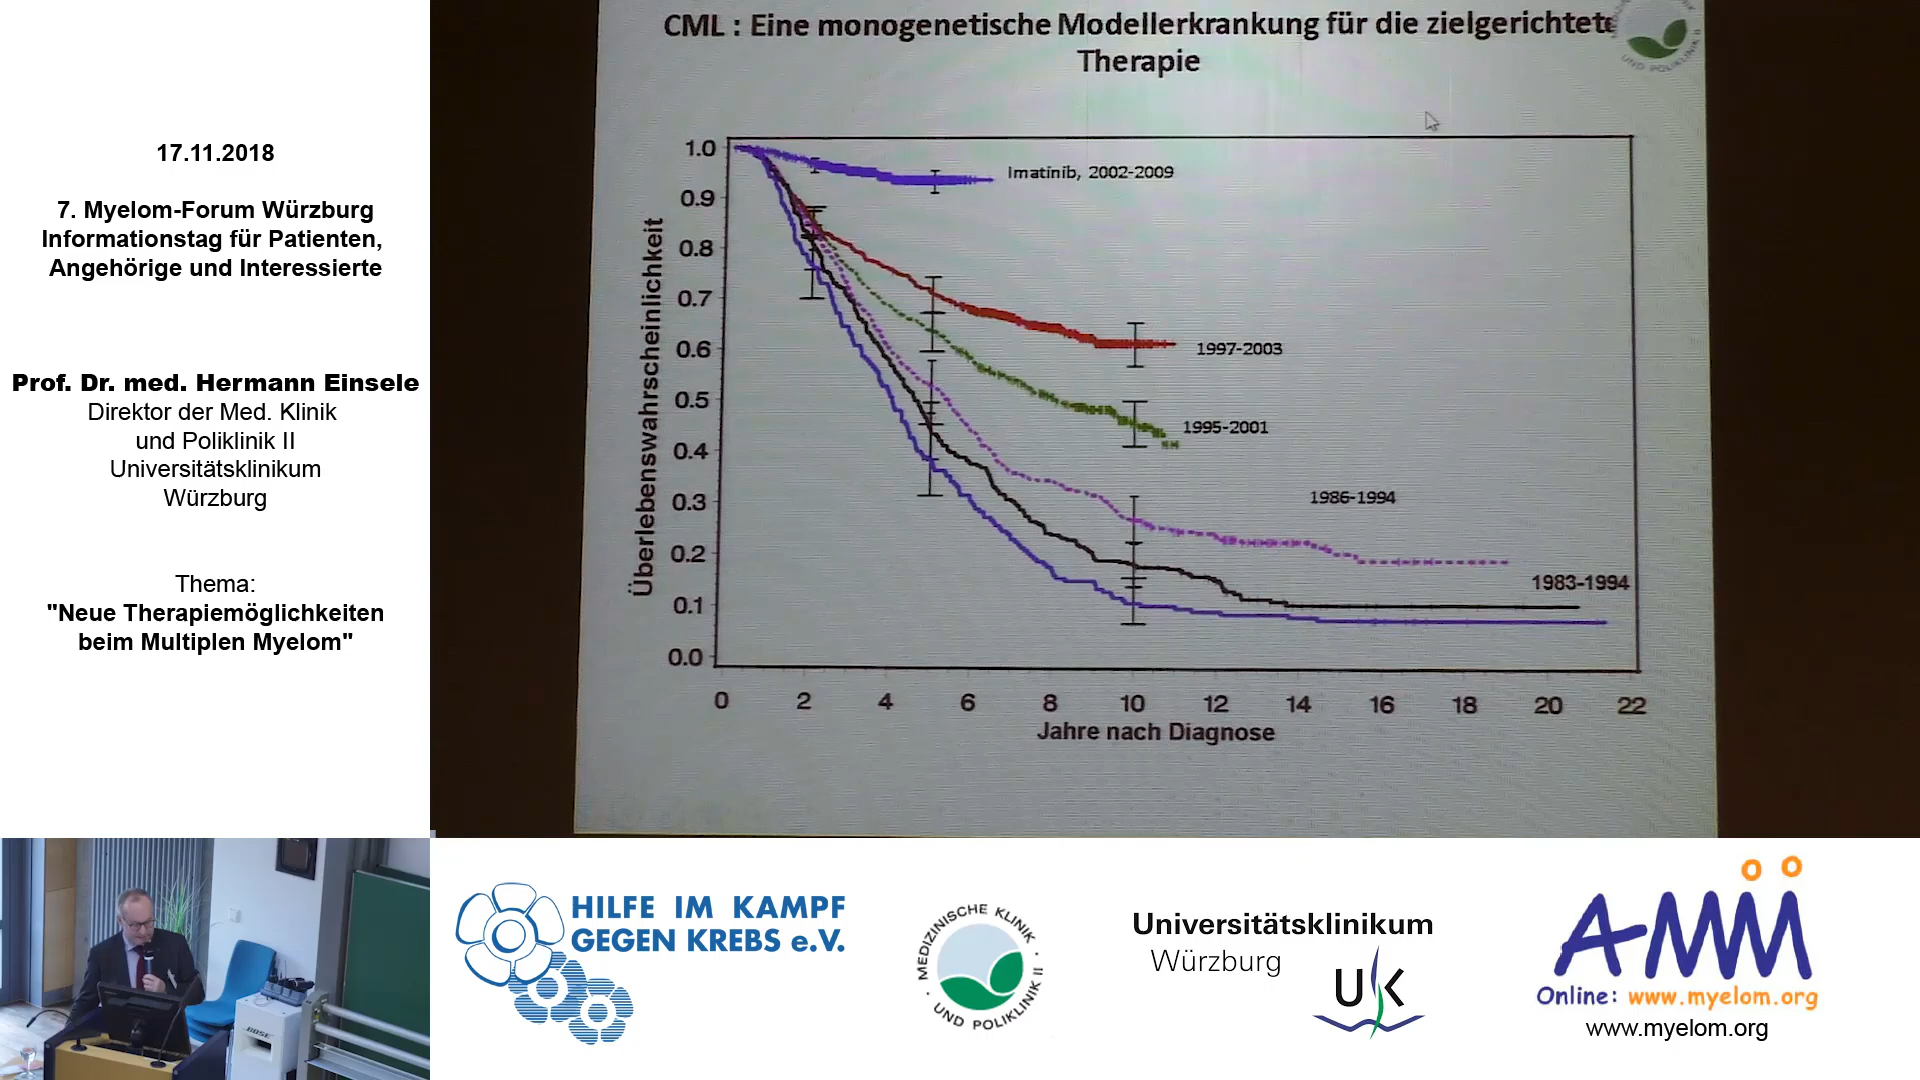 17.11.2018
7. Myelom-Forum Würzburg
Informationstag für Patienten,
Angehörige und Interessierte
Prof. Dr. med. Hermann Einsele
Direktor der Med. Klinik
und Poliklinik II
Universitätsklinikum
Würzburg
Thema:
"Neue Therapiemöglichkeiten
beim Multiplen Myelom"
CML : Eine monogenetische Modellerkrankung für die zielgerichtete
Therapie
UND POLIKLINIK II
Überlebenswahrscheinlichkeit
1.0
0.9
0.8
0.7
0.6
0.5
0.4
0.3
0.2
0.1
0.0
Imatinib, 2002-2009
1997-2003
1995-2001
1986-1994
1983-1994
0 2 4 6 8 10 12 14 16 18 20 22
Jahre nach Diagnose
BOSE
HILFE IM KAMPF
GEGEN KREBS e.V.
MEDIZINISCHE KLINIK
UND POLIKLINIK II
Universitätsklinikum
Würzburg
UK
AMM
Online: www.myelom.org
www.myelom.org